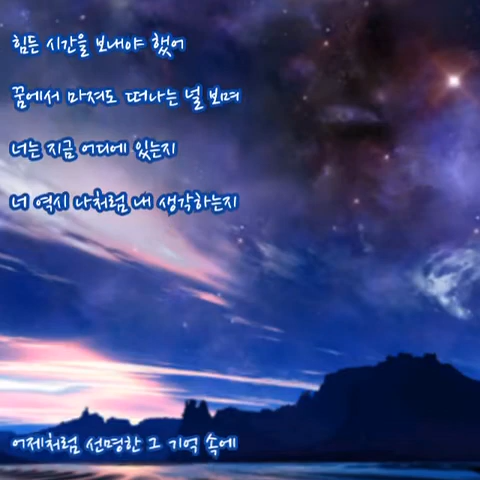 힘든 시간을 보내야 했어
꿈에서 마져도 떠나는 널 보며
너는 지금 어디에 있는지
너 역시 나처럼 내 생각하는지
어제처럼 선명한 그 기억 속에